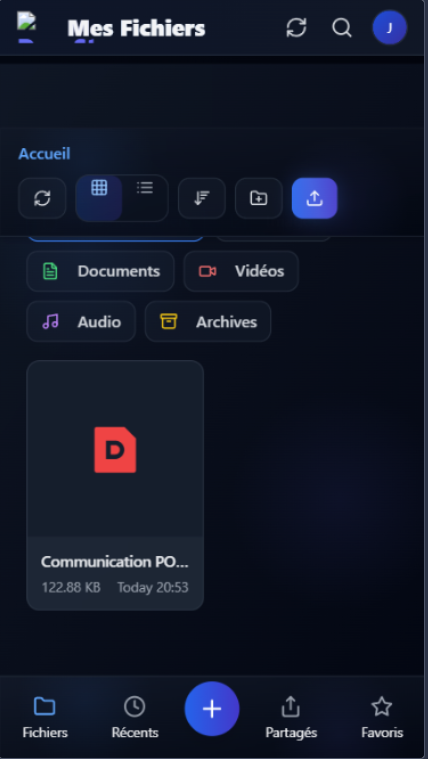 Mes Fichiers
J
Accueil
Documents
Vidéos
Audio
Archives
D
Communication PO...
122.88 KB Today 20:53
Fichiers
Récents
Partagés
Favoris